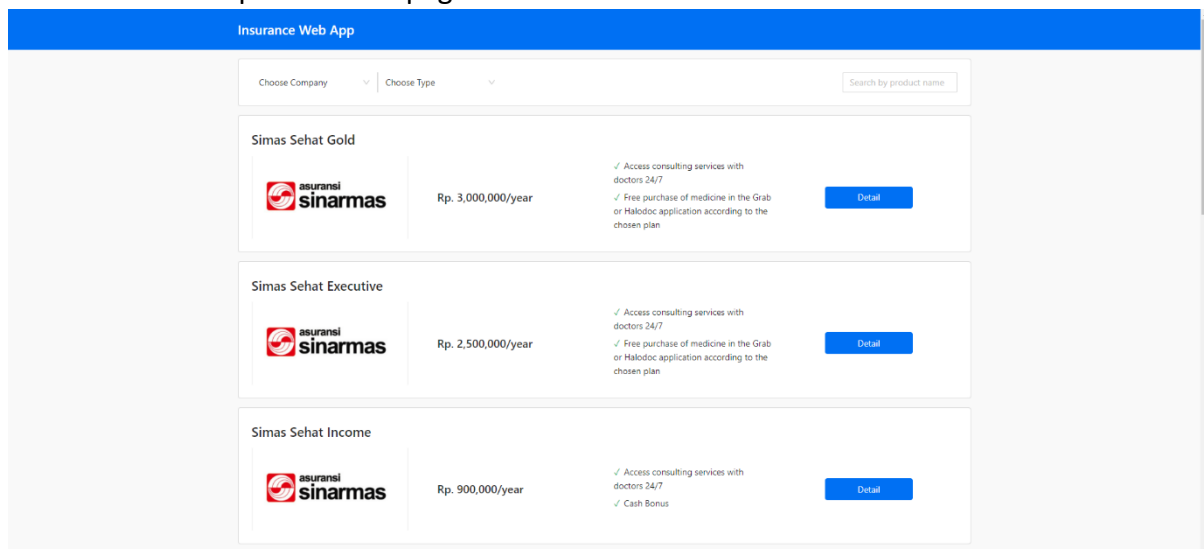 Insurance Web App
Choose Company
Choose Type
Search by product name
Simas Sehat Gold
asuransi
sinarmas
Rp. 3,000,000/year
✓ Access consulting services with
doctors 24/7
✓ Free purchase of medicine in the Grab
or Halodoc application according to the
chosen plan
Detail
Simas Sehat Executive
asuransi
sinarmas
Rp. 2,500,000/year
✓ Access consulting services with
doctors 24/7
✓ Free purchase of medicine in the Grab
or Halodoc application according to the
chosen plan
Detail
Simas Sehat Income
asuransi
sinarmas
Rp. 900,000/year
✓ Access consulting services with
doctors 24/7
✓ Cash Bonus
Detail